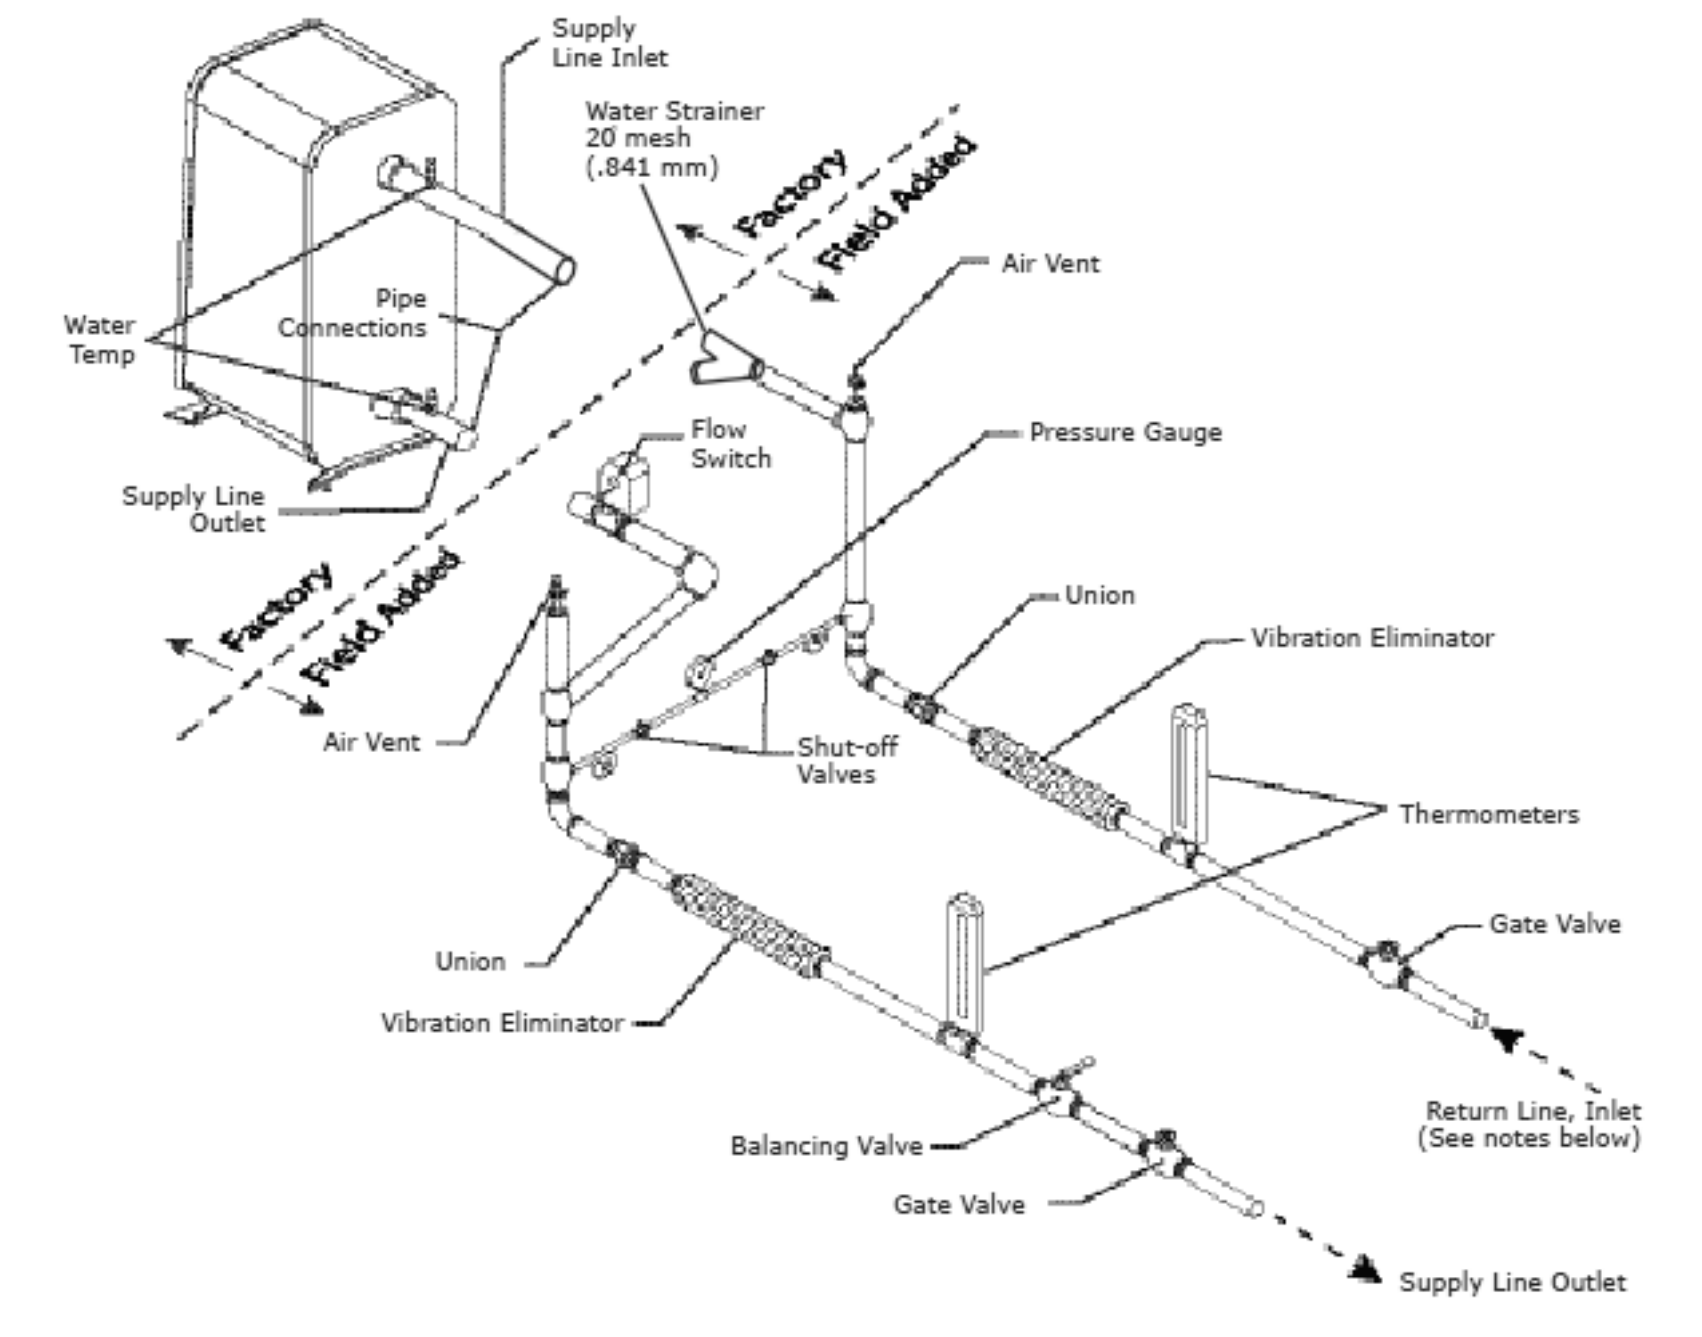 Supply
Line Inlet
Water Strainer
20 mesh
(.841 mm)
Factory
Field Added
Air Vent
Pipe
Connections
Water
Temp
Flow
Switch
Pressure Gauge
Supply Line
Outlet
Factory
Field Added
Union
Vibration Eliminator
Air Vent
Shut-off
Valves
Thermometers
Gate Valve
Union
Vibration Eliminator
Return Line, Inlet
(See notes below)
Balancing Valve
Gate Valve
Supply Line Outlet